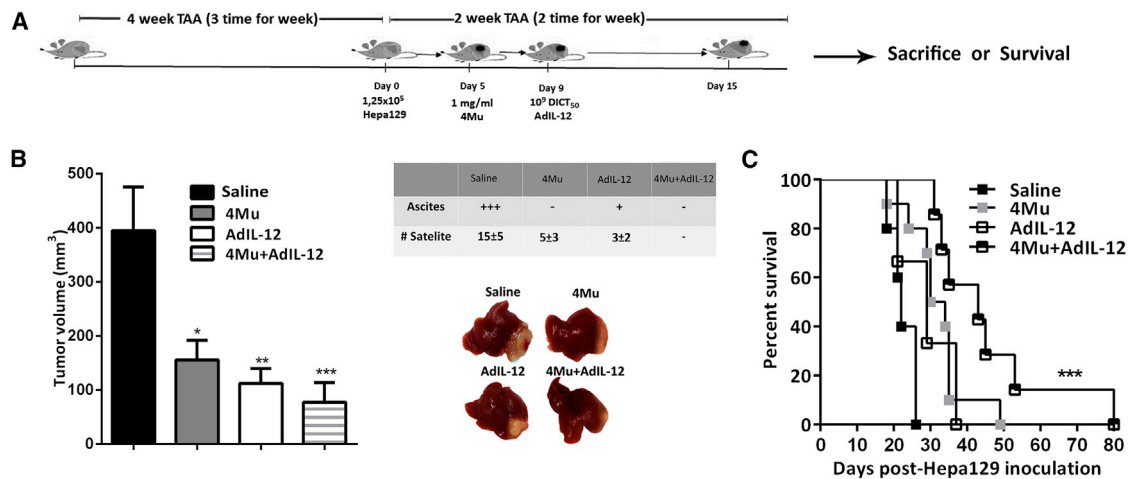 A
4 week TAA (3 time for week)
2 week TAA (2 time for week)
Sacrifice or Survival
Day 0
1,25x10⁵
Hepa129
Day 5
1 mg/ml
4Mu
Day 9
10⁹ DICT₅₀
AdIL-12
Day 15
B
Tumor volume (mm³)
500
400
300
200
100
0
Saline
4Mu
AdIL-12
4Mu+AdIL-12
*
**
***
Saline 4Mu AdIL-12 4Mu+AdIL-12
Ascites +++ - + -
# Satelite 15±5 5±3 3±2 -
Saline 4Mu
AdIL-12 4Mu+AdIL-12
C
Percent survival
100
80
60
40
20
0
Saline
4Mu
AdIL-12
4Mu+AdIL-12
***
0 10 20 30 40 50 60 70 80
Days post-Hepa129 inoculation